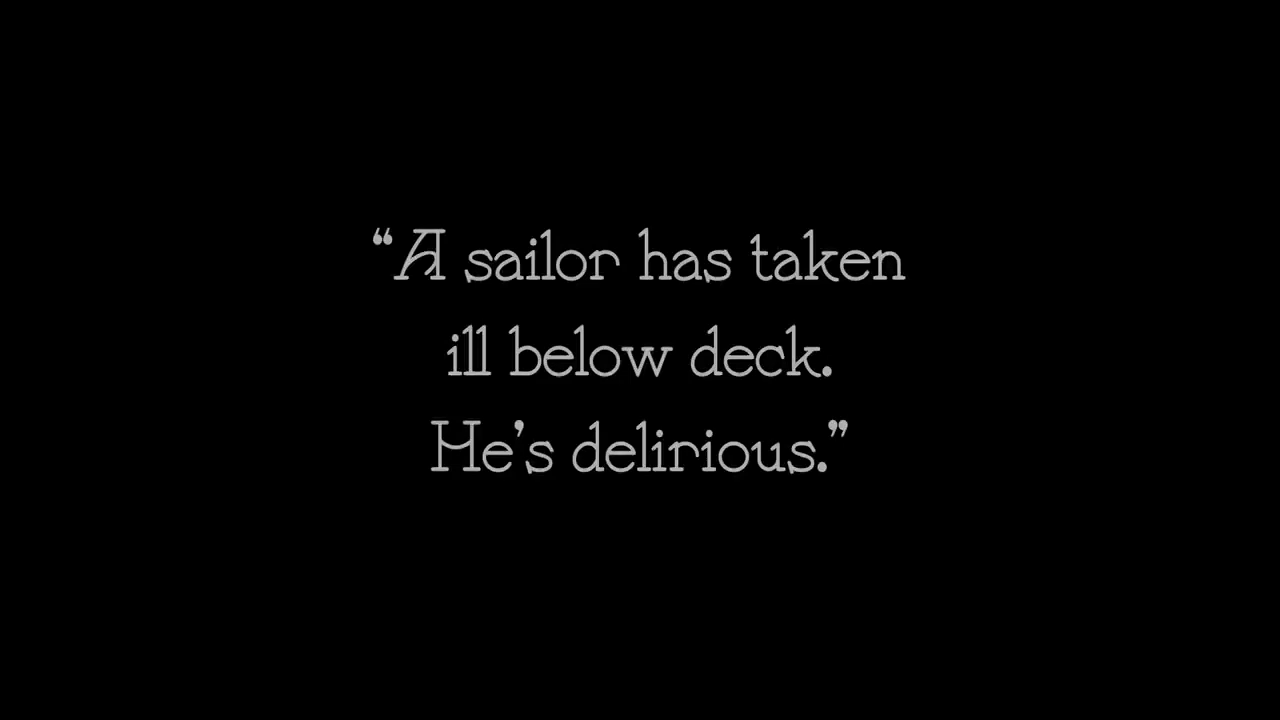 “A sailor has taken
ill below deck.
He’s delirious.”